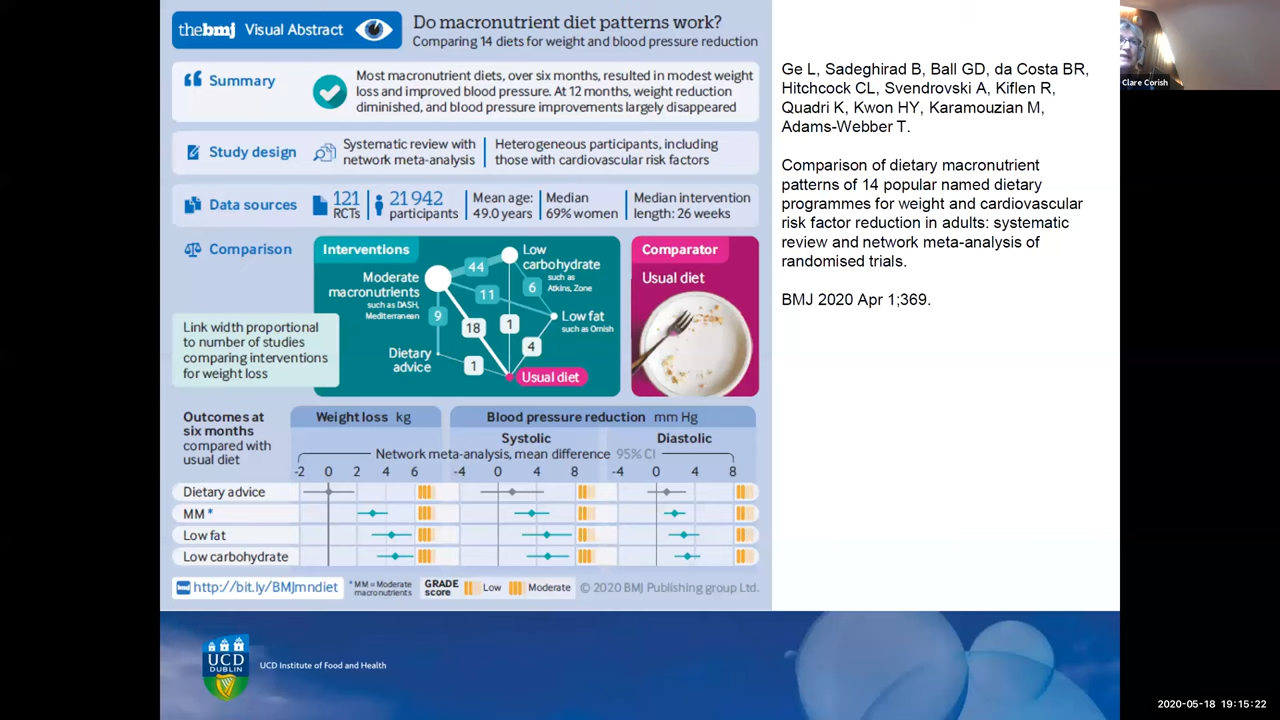 thebmj Visual Abstract
Do macronutrient diet patterns work?
Comparing 14 diets for weight and blood pressure reduction
Summary
Most macronutrient diets, over six months, resulted in modest weight
loss and improved blood pressure. At 12 months, weight reduction
diminished, and blood pressure improvements largely disappeared
Study design
Systematic review with
network meta-analysis
Heterogeneous participants, including
those with cardiovascular risk factors
Data sources
121
RCTs
21 942
participants
Mean age:
49.0 years
Median
69% women
Median intervention
length: 26 weeks
Comparison
Link width proportional
to number of studies
comparing interventions
for weight loss
Interventions
Moderate
macronutrients
such as DASH,
Mediterranean
Low
carbohydrate
such as
Atkins, Zone
Low fat
such as Ornish
Dietary
advice
Usual diet
44
11
6
9
18
1
4
1
Comparator
Usual diet
Outcomes at
six months
compared with
usual diet
Weight loss kg
Blood pressure reduction mm Hg
Systolic
Diastolic
Network meta-analysis, mean difference 95% CI
-2 0 2 4 6 -4 0 4 8 -4 0 4 8
Dietary advice
MM *
Low fat
Low carbohydrate
http://bit.ly/BMJmndiet
* MM = Moderate
macronutrients
GRADE
score
Low
Moderate
© 2020 BMJ Publishing group Ltd.
Ge L, Sadeghirad B, Ball GD, da Costa BR,
Hitchcock CL, Svendrovski A, Kiflen R,
Quadri K, Kwon HY, Karamouzian M,
Adams-Webber T.
Comparison of dietary macronutrient
patterns of 14 popular named dietary
programmes for weight and cardiovascular
risk factor reduction in adults: systematic
review and network meta-analysis of
randomised trials.
BMJ 2020 Apr 1;369.
Clare Corish
UCD
DUBLIN
UCD Institute of Food and Health
2020-05-18 19:15:22